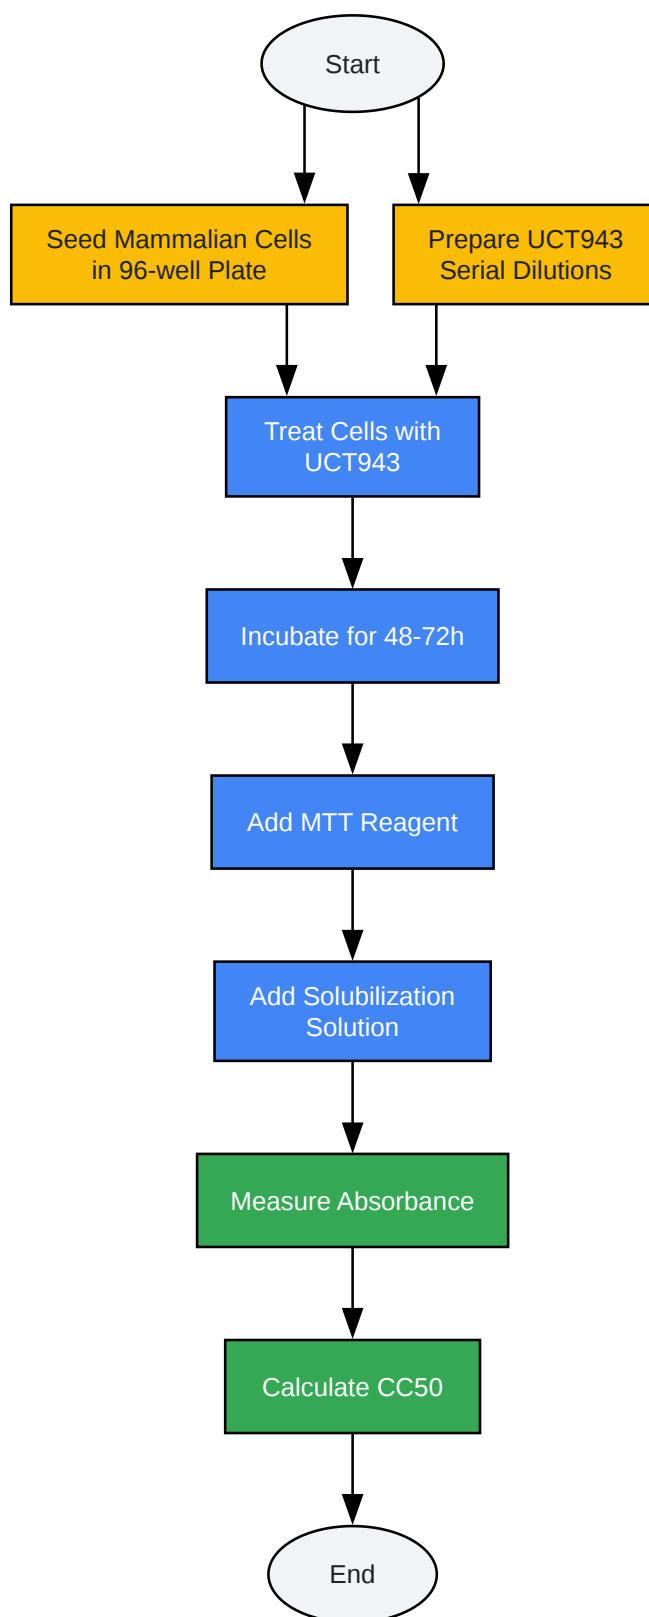 Start
Seed Mammalian Cells
in 96-well Plate
Prepare UCT943
Serial Dilutions
Treat Cells with
UCT943
Incubate for 48-72h
Add MTT Reagent
Add Solubilization
Solution
Measure Absorbance
Calculate CC50
End